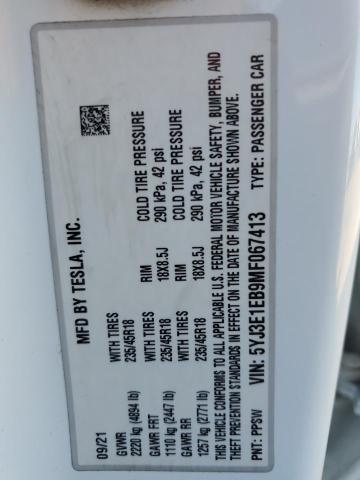 MFD BY TESLA, INC.
09/21
GVWR WITH TIRES RIM COLD TIRE PRESSURE
2220 kg (4894 lb) 235/45R18 18X8.5J 290 kPa, 42 psi
GAWR FRT WITH TIRES RIM COLD TIRE PRESSURE
1110 kg (2447 lb) 235/45R18 18X8.5J 290 kPa, 42 psi
GAWR RR
1257 kg (2771 lb) 235/45R18
THIS VEHICLE CONFORMS TO ALL APPLICABLE U.S. FEDERAL MOTOR VEHICLE SAFETY, BUMPER, AND
THEFT PREVENTION STANDARDS IN EFFECT ON THE DATE OF MANUFACTURE SHOWN ABOVE.
PNT: PPSW VIN: 5YJ3E1EB9MF067413 TYPE: PASSENGER CAR